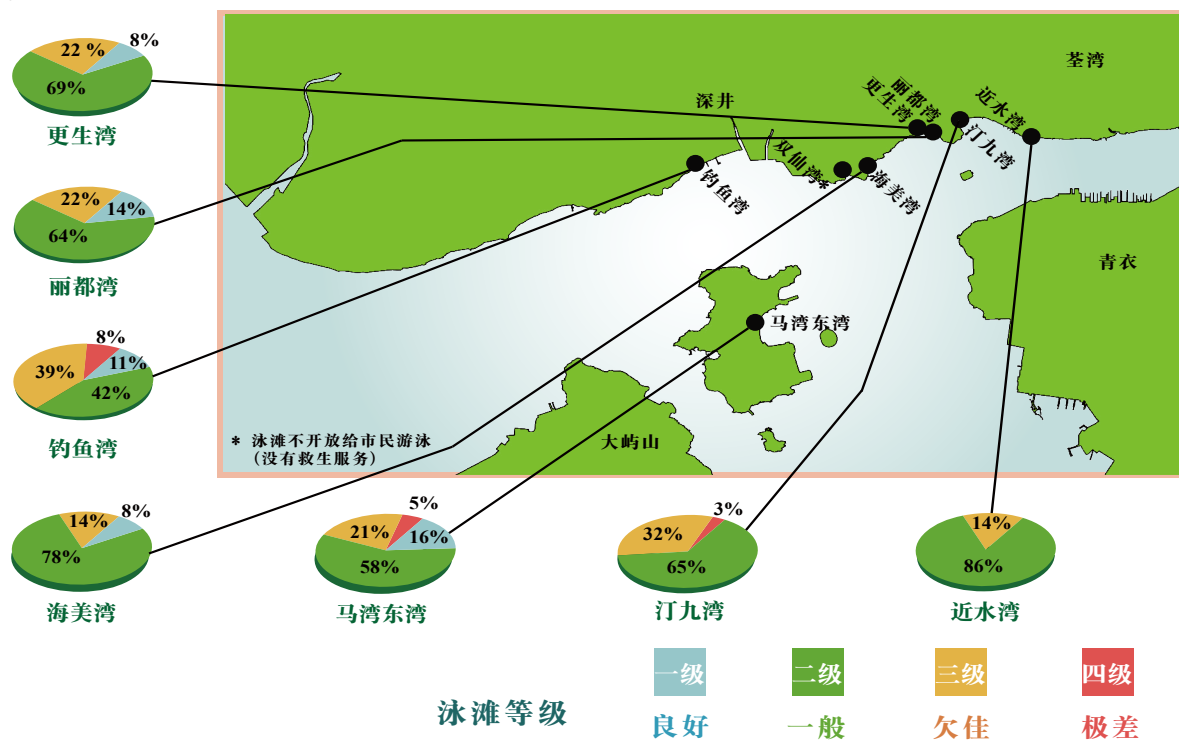 22 %
8%
69%
更生湾
22%
14%
64%
丽都湾
8%
39%
11%
42%
钓鱼湾
14%
8%
78%
海美湾
5%
21%
16%
58%
马湾东湾
3%
32%
65%
汀九湾
14%
86%
近水湾
荃湾
深井
丽都湾
更生湾
近水湾
汀九湾
双仙湾*
海美湾
钓鱼湾
青衣
马湾东湾
大屿山
* 泳滩不开放给市民游泳
(没有救生服务)
泳滩等级
一级
良好
二级
一般
三级
欠佳
四级
极差